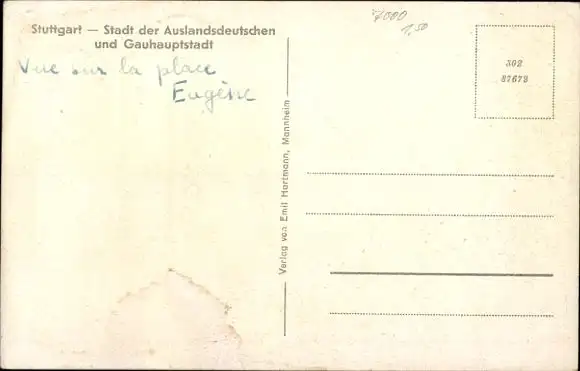 Stuttgart — Stadt der Auslandsdeutschen
und Gauhauptstadt
Vue sur la place
Eugène
7000
1,50
302
87673
Verlag von Emil Hartmann, Mannheim